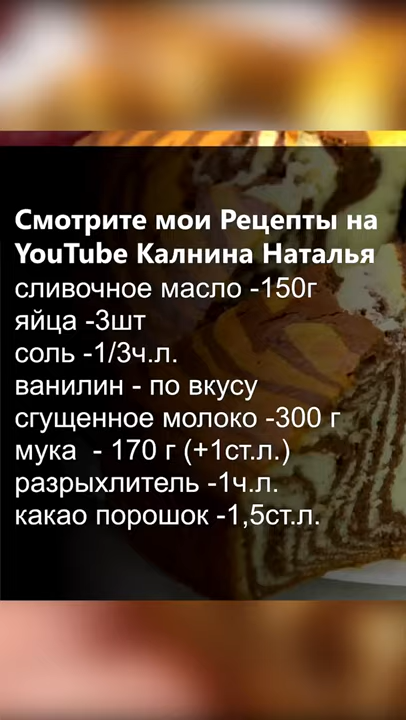 Смотрите мои Рецепты на
YouTube Калнина Наталья
сливочное масло -150г
яйца -3шт
соль -1/3ч.л.
ванилин - по вкусу
сгущенное молоко -300 г
мука - 170 г (+1ст.л.)
разрыхлитель -1ч.л.
какао порошок -1,5ст.л.